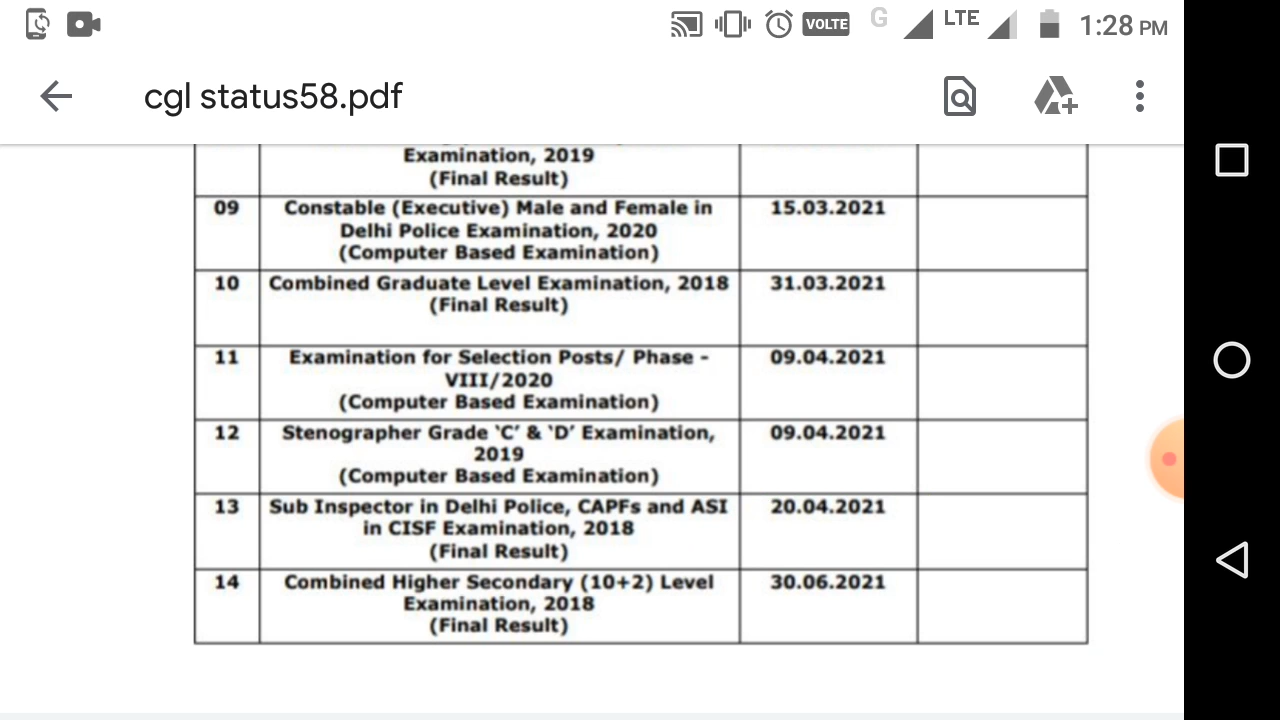 VOLTE G LTE 1:28 PM
cgl status58.pdf
Examination, 2019
(Final Result)
09 Constable (Executive) Male and Female in 15.03.2021
Delhi Police Examination, 2020
(Computer Based Examination)
10 Combined Graduate Level Examination, 2018 31.03.2021
(Final Result)
11 Examination for Selection Posts/ Phase - 09.04.2021
VIII/2020
(Computer Based Examination)
12 Stenographer Grade ‘C’ & ‘D’ Examination, 09.04.2021
2019
(Computer Based Examination)
13 Sub Inspector in Delhi Police, CAPFs and ASI 20.04.2021
in CISF Examination, 2018
(Final Result)
14 Combined Higher Secondary (10+2) Level 30.06.2021
Examination, 2018
(Final Result)